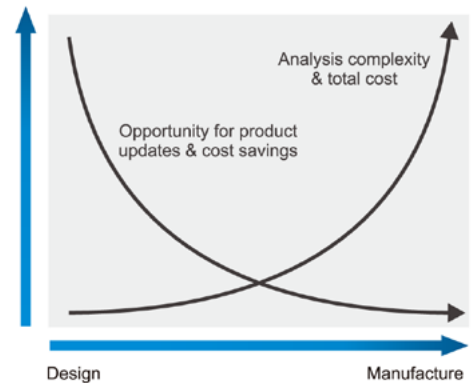 Analysis complexity
& total cost
Opportunity for product
updates & cost savings
Design
Manufacture